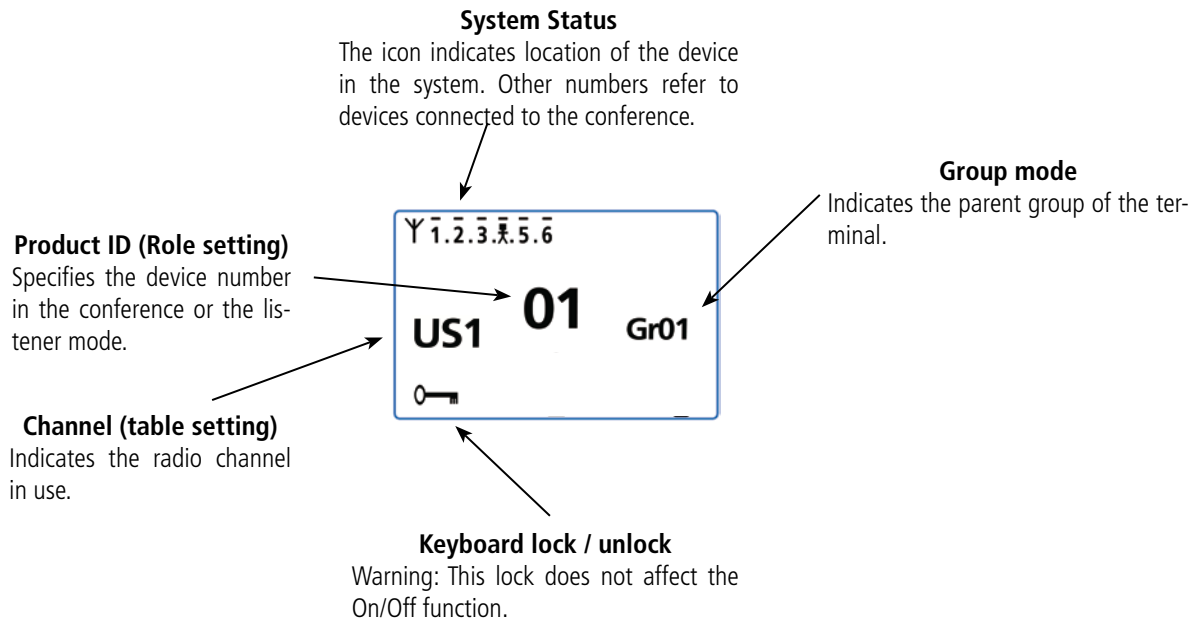 System Status
The icon indicates location of the device
in the system. Other numbers refer to
devices connected to the conference.
Group mode
Indicates the parent group of the ter-
minal.
Product ID (Role setting)
Specifies the device number
in the conference or the lis-
tener mode.
Channel (table setting)
Indicates the radio channel
in use.
1.2.3. .5.6
01
US1
Gr01
Keyboard lock / unlock
Warning: This lock does not affect the
On/Off function.